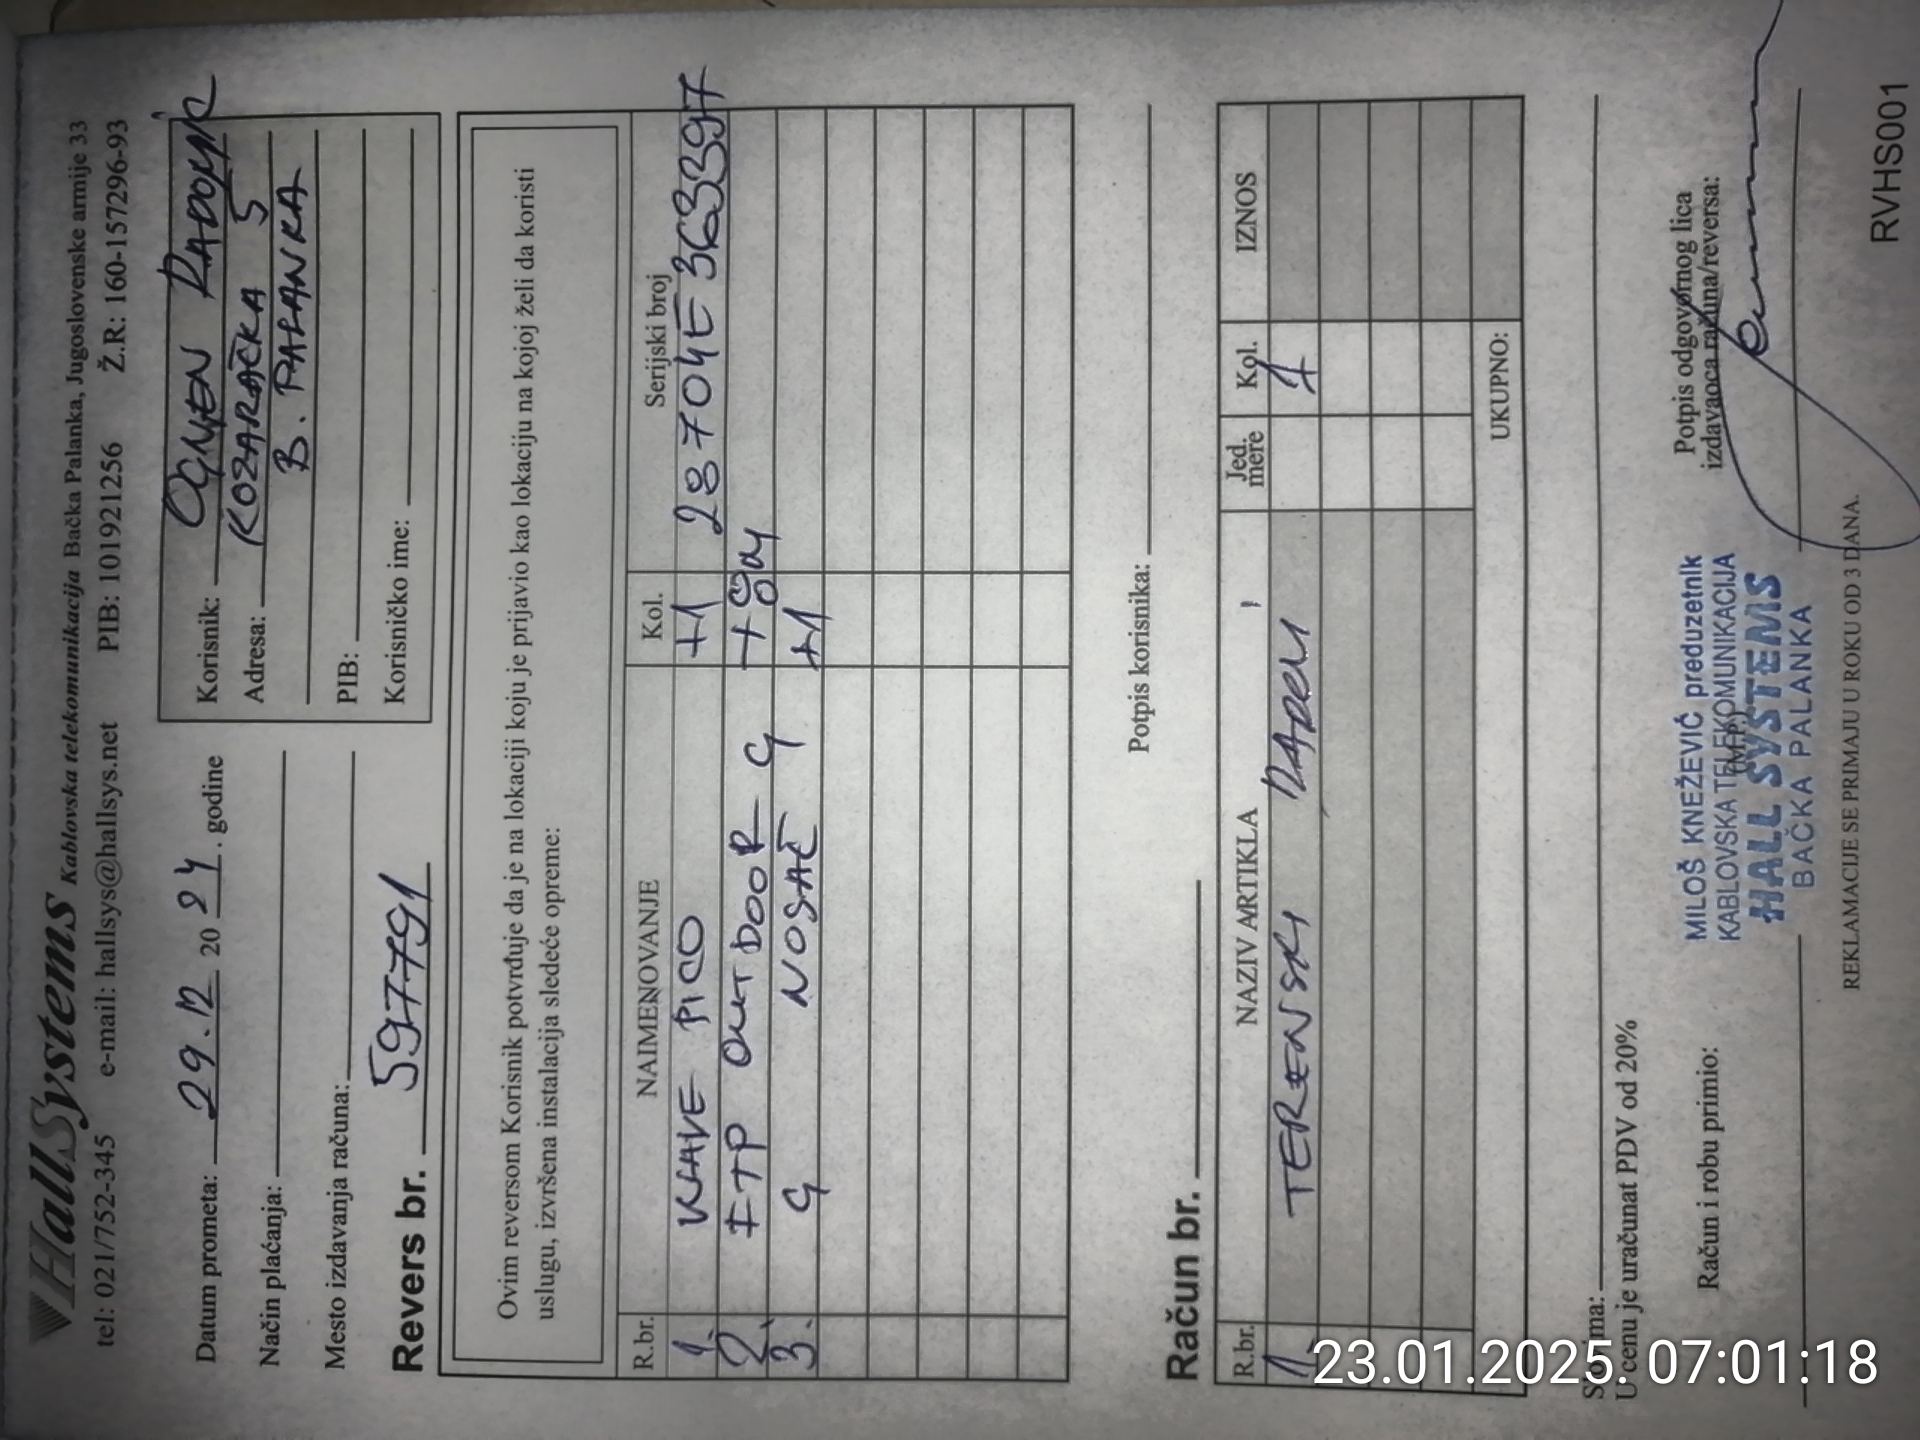 HallSystems Kablovska telekomunikacija Bačka Palanka, Jugoslovenske armije 33
tel: 021/752-345 e-mail: hallsys@hallsys.net PIB: 101921256 Ž.R: 160-157296-93
Datum prometa: 29.12 20 24. godine
Način plaćanja:
Mesto izdavanja računa:
Revers br. 597791
Korisnik: OGNJEN
Adresa: KOZARAČKA 5
B. PALANKA
PIB:
Korisničko ime:
Ovim reversom Korisnik potvrđuje da je na lokaciji koju je prijavio kao lokaciju na kojoj želi da koristi
uslugu, izvršena instalacija sledeće opreme:
R.br. NAIMENOVANJE Kol. Serijski broj
1. WAVE PICO +1 28704E363397
2. FTP OUTDOOR G
3. G NOSAČ +1
Potpis korisnika:
Račun br.
R.br. NAZIV ARTIKLA Jed. mere Kol. IZNOS
1. TERENSKI 1
UKUPNO:
Slovima:
U cenu je uračunat PDV od 20%
Račun i robu primio:
(M.P.)
MILOŠ KNEŽEVIĆ preduzetnik
KABLOVSKA TELEKOMUNIKACIJA
HALL SYSTEMS
BAČKA PALANKA
Potpis odgovornog lica
izdavaoca računa/reversa:
REKLAMACIJE SE PRIMAJU U ROKU OD 3 DANA.
RVHS001
23.01.2025. 07:01:18